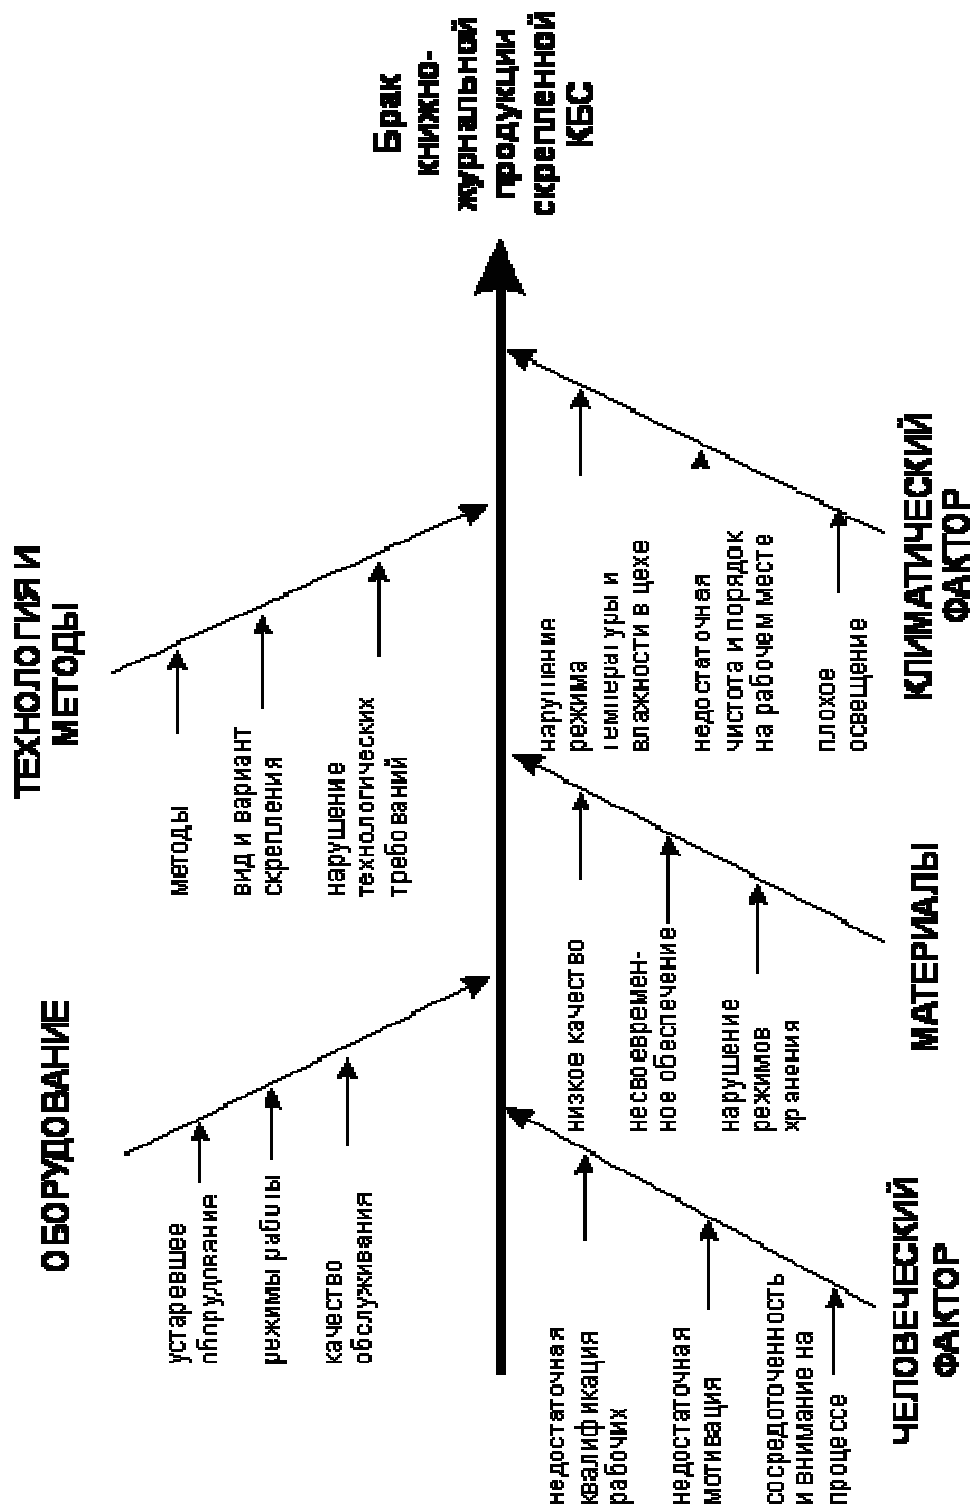 ОБОРУДОВАНИЕ
устаревшее
оборудование
режимы работы
качество
обслуживания
ТЕХНОЛОГИЯ И
МЕТОДЫ
методы
вид и вариант
скрепления
нарушение
технологических
требований
Брак
книжно-
журнальной
продукции
скрепленной
КБС
недостаточная
квалификация
рабочих
недостаточная
мотивация
сосредоточенность
и внимание на
процессе
ЧЕЛОВЕЧЕСКИЙ
ФАКТОР
низкое качество
несвоевремен-
ное обеспечение
нарушение
режимов
хранения
МАТЕРИАЛЫ
нарушение
режима
температуры и
влажности в цехе
недостаточная
чистота и порядок
на рабочем месте
плохое
освещение
КЛИМАТИЧЕСКИЙ
ФАКТОР